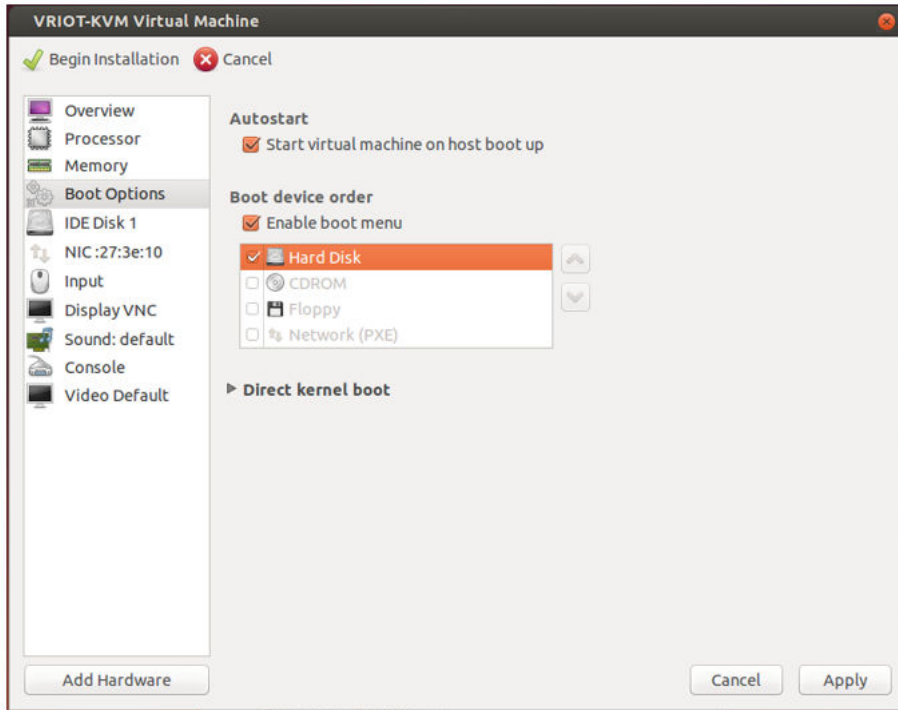 VRIOT-KVM Virtual Machine
Begin Installation Cancel
Overview
Processor
Memory
Boot Options
IDE Disk 1
NIC :27:3e:10
Input
Display VNC
Sound: default
Console
Video Default
Add Hardware
Autostart
Start virtual machine on host boot up
Boot device order
Enable boot menu
Hard Disk
CDROM
Floppy
Network (PXE)
Direct kernel boot
Cancel Apply